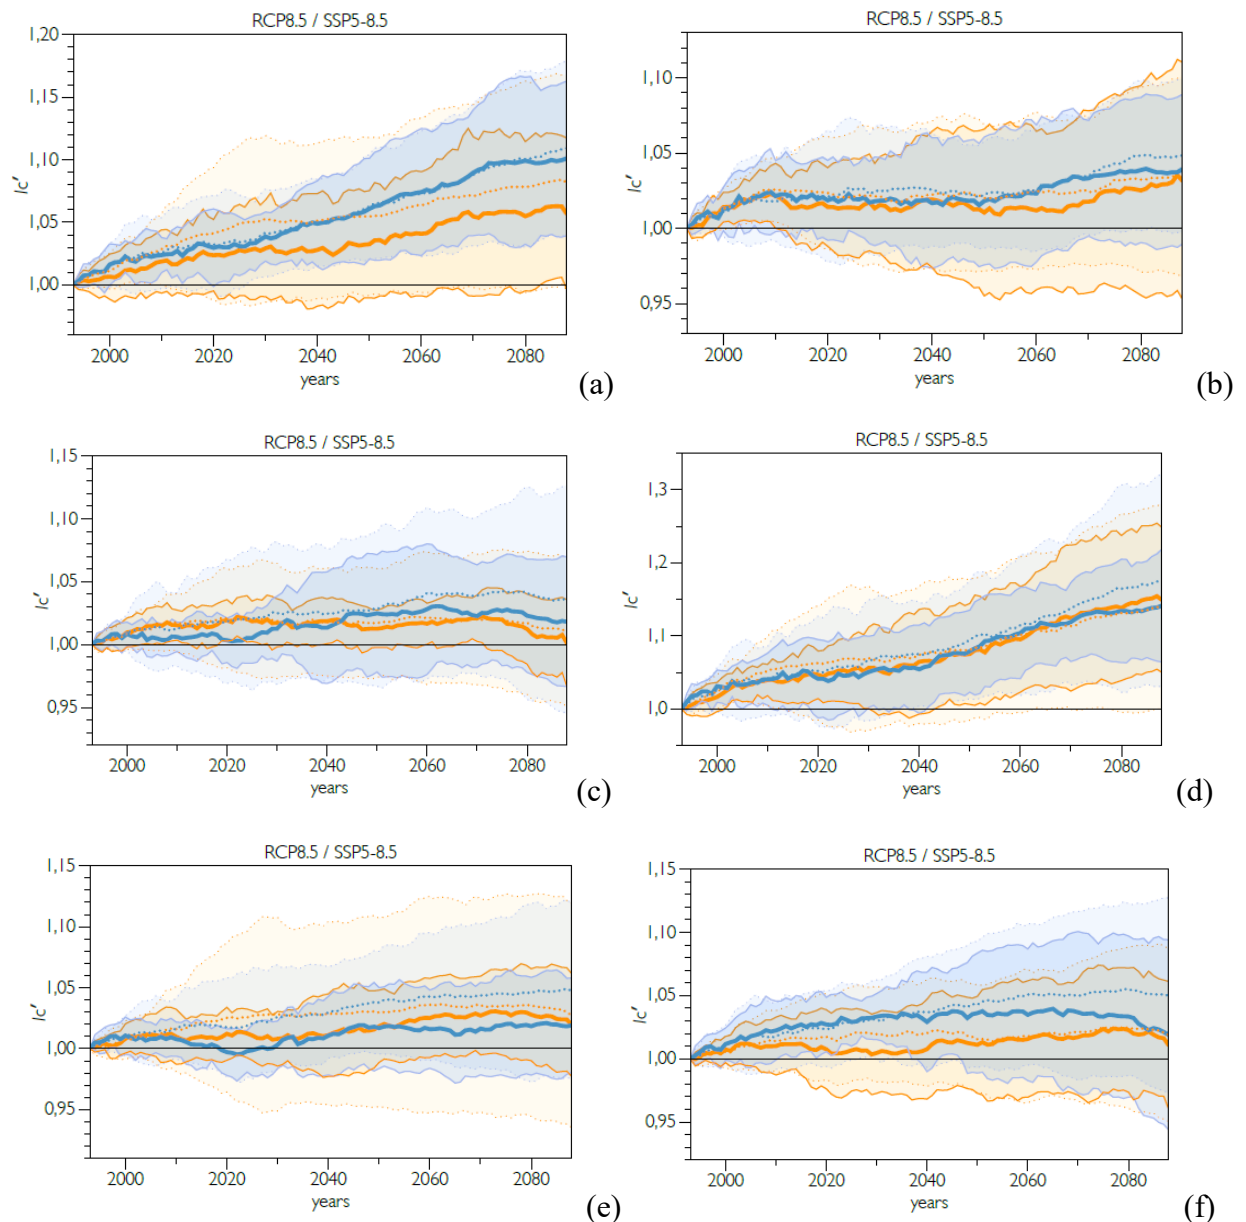 RCP8.5 / SSP5-8.5
1,20
1,15
1,10
1,05
1,00
Ic′
2000 2020 2040 2060 2080
years
(a)
RCP8.5 / SSP5-8.5
1,10
1,05
1,00
0,95
Ic′
2000 2020 2040 2060 2080
years
(b)
RCP8.5 / SSP5-8.5
1,15
1,10
1,05
1,00
0,95
Ic′
2000 2020 2040 2060 2080
years
(c)
RCP8.5 / SSP5-8.5
1,3
1,2
1,1
1,0
Ic′
2000 2020 2040 2060 2080
years
(d)
RCP8.5 / SSP5-8.5
1,15
1,10
1,05
1,00
0,95
Ic′
2000 2020 2040 2060 2080
years
(e)
RCP8.5 / SSP5-8.5
1,15
1,10
1,05
1,00
0,95
Ic′
2000 2020 2040 2060 2080
years
(f)